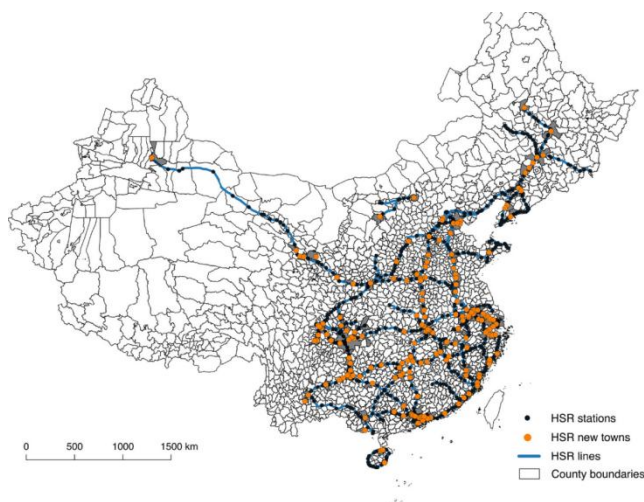 HSR stations
HSR new towns
HSR lines
County boundaries
0 500 1000 1500 km